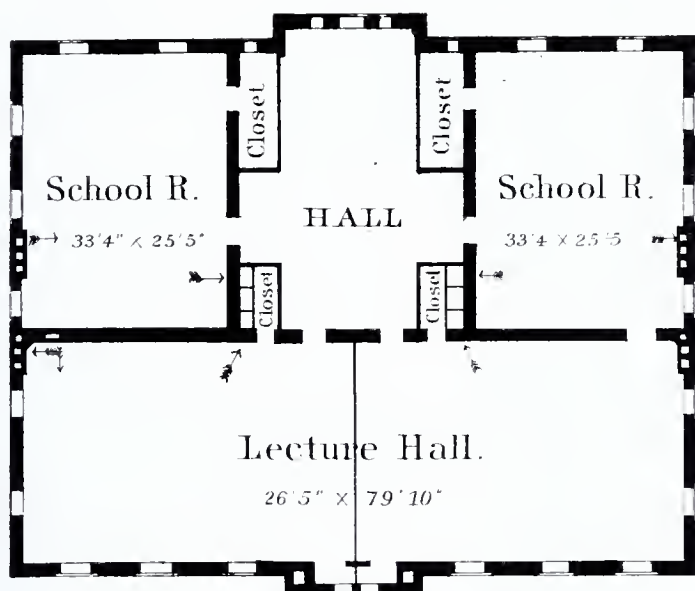 Closet
Closet
School R.
School R.
HALL
33'4" × 25'5"
33'4 × 25'5
Closet
Closet
Lecture Hall.
26'5" × 79'10"